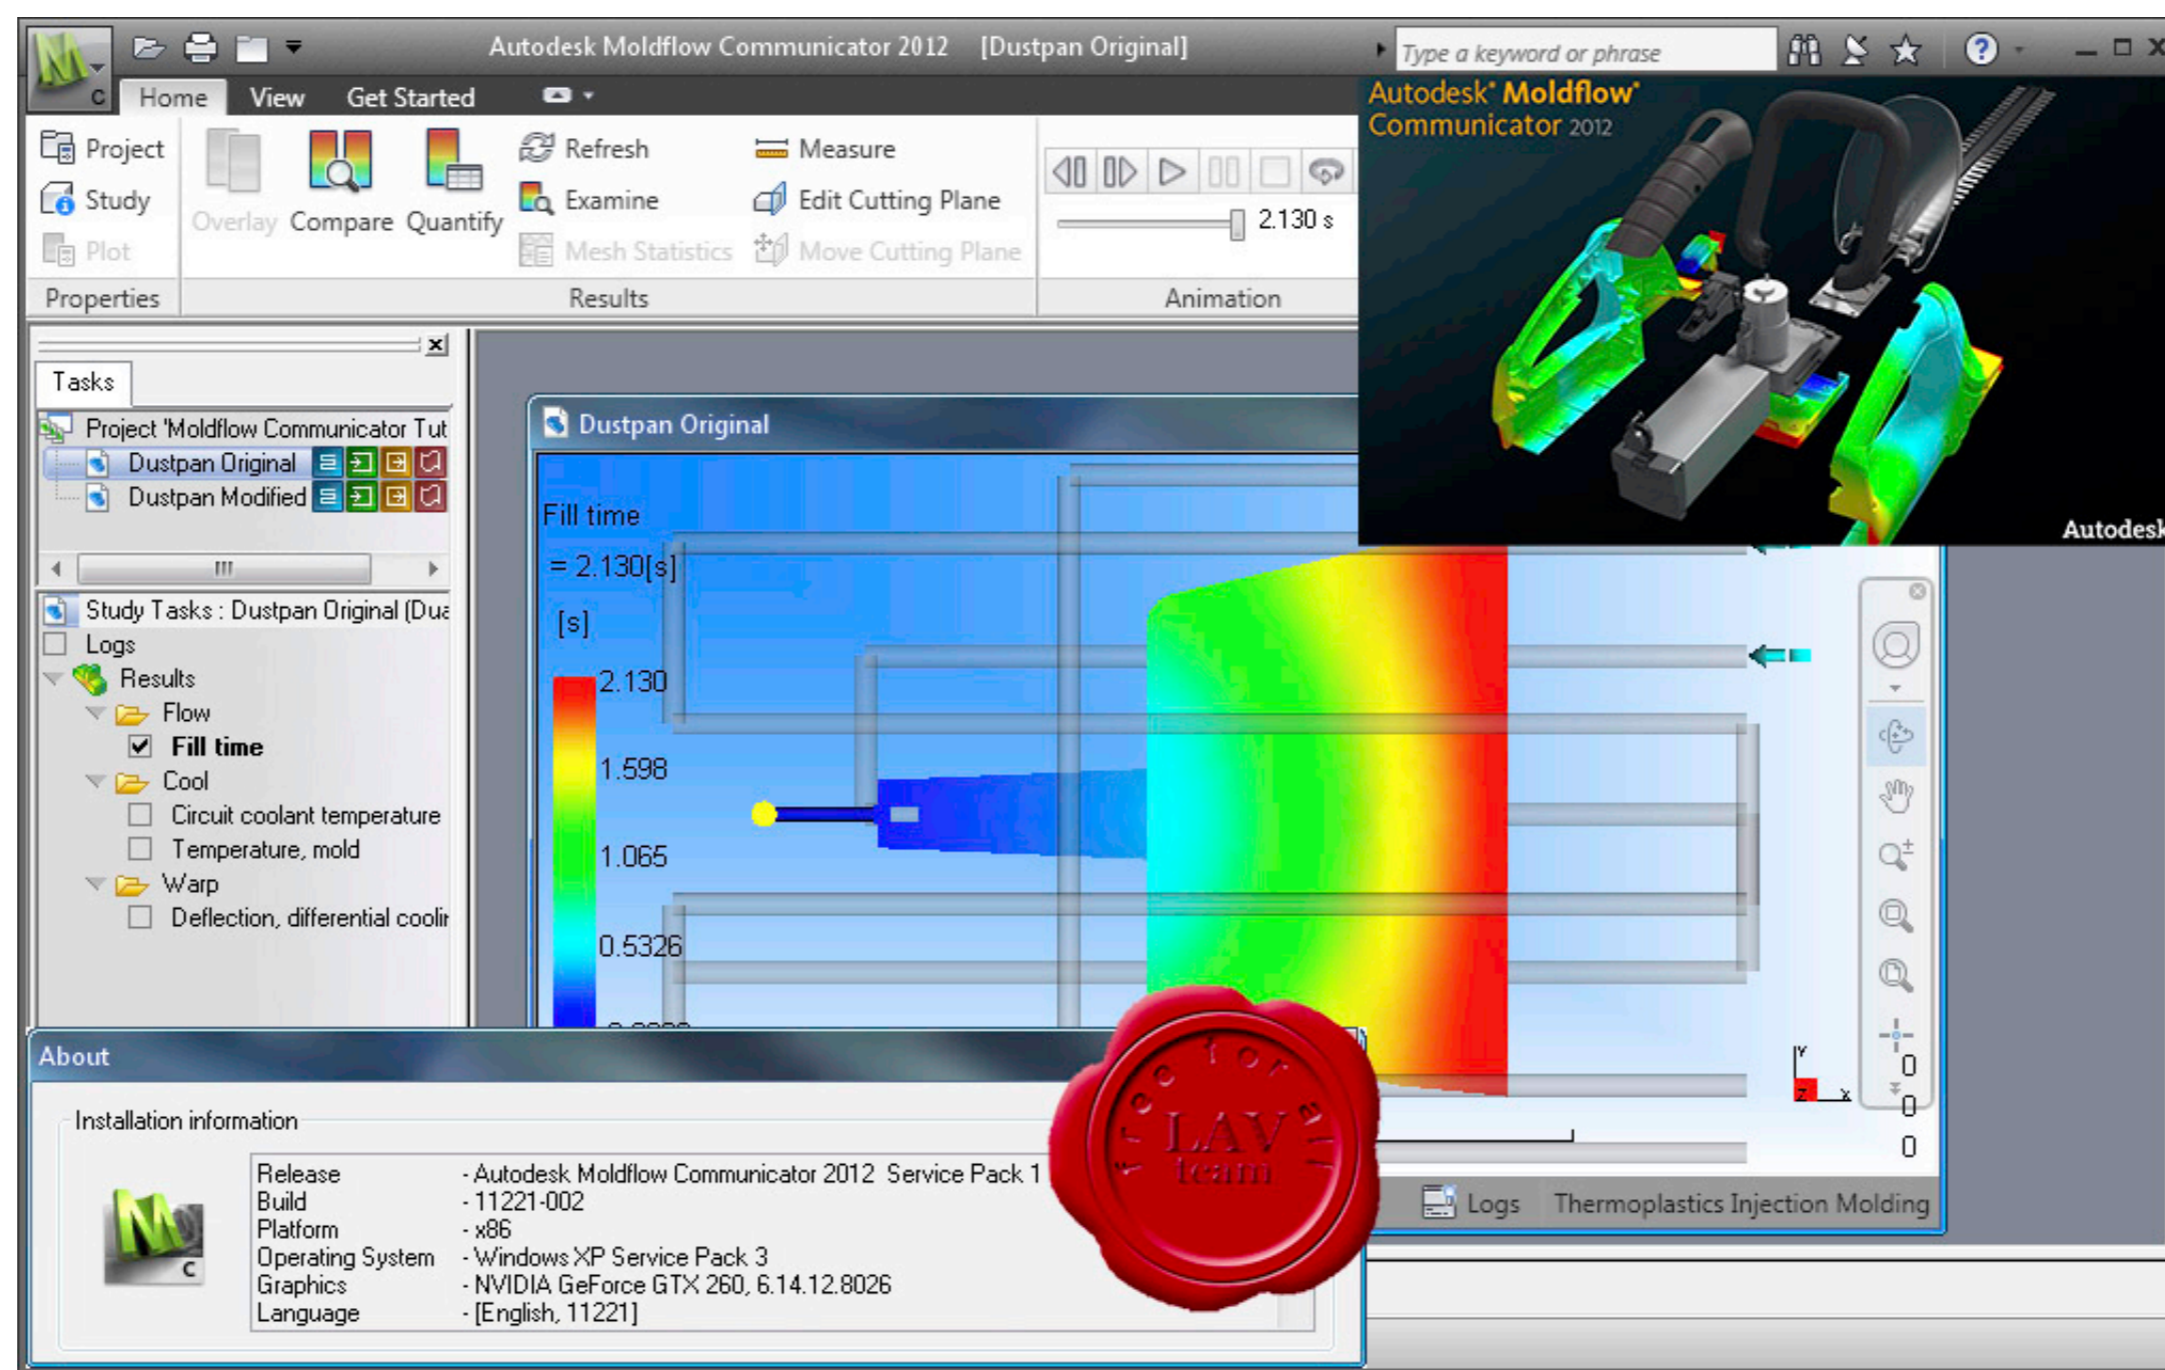 Autodesk Moldflow Communicator 2012 [Dustpan Original]
Type a keyword or phrase
C
Home View Get Started
Project
Study
Plot
Properties
Overlay Compare Quantify
Refresh
Examine
Mesh Statistics
Measure
Edit Cutting Plane
Move Cutting Plane
Results
2.130 s
Animation
Autodesk® Moldflow®
Communicator 2012
Autodesk
Tasks
Project 'Moldflow Communicator Tut
Dustpan Original
Dustpan Modified
Study Tasks : Dustpan Original (Dua
Logs
Results
Flow
Fill time
Cool
Circuit coolant temperature
Temperature, mold
Warp
Deflection, differential coolin
Dustpan Original
Fill time
= 2.130[s]
[s]
2.130
1.598
1.065
0.5326
Y
Z X
0
0
0
Logs Thermoplastics Injection Molding
About
Installation information
Release - Autodesk Moldflow Communicator 2012 Service Pack 1
Build - 11221-002
Platform - x86
Operating System - Windows XP Service Pack 3
Graphics - NVIDIA GeForce GTX 260, 6.14.12.8026
Language - [English, 11221]
C
free for all
LAV
team